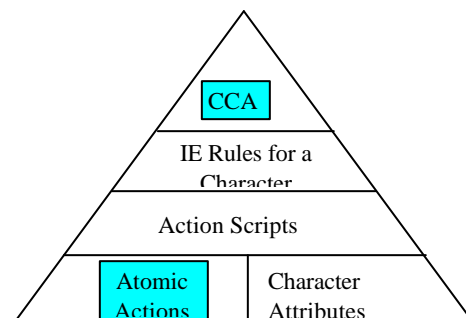 CCA
IE Rules for a
Character
Action Scripts
Atomic
Actions
Character
Attributes